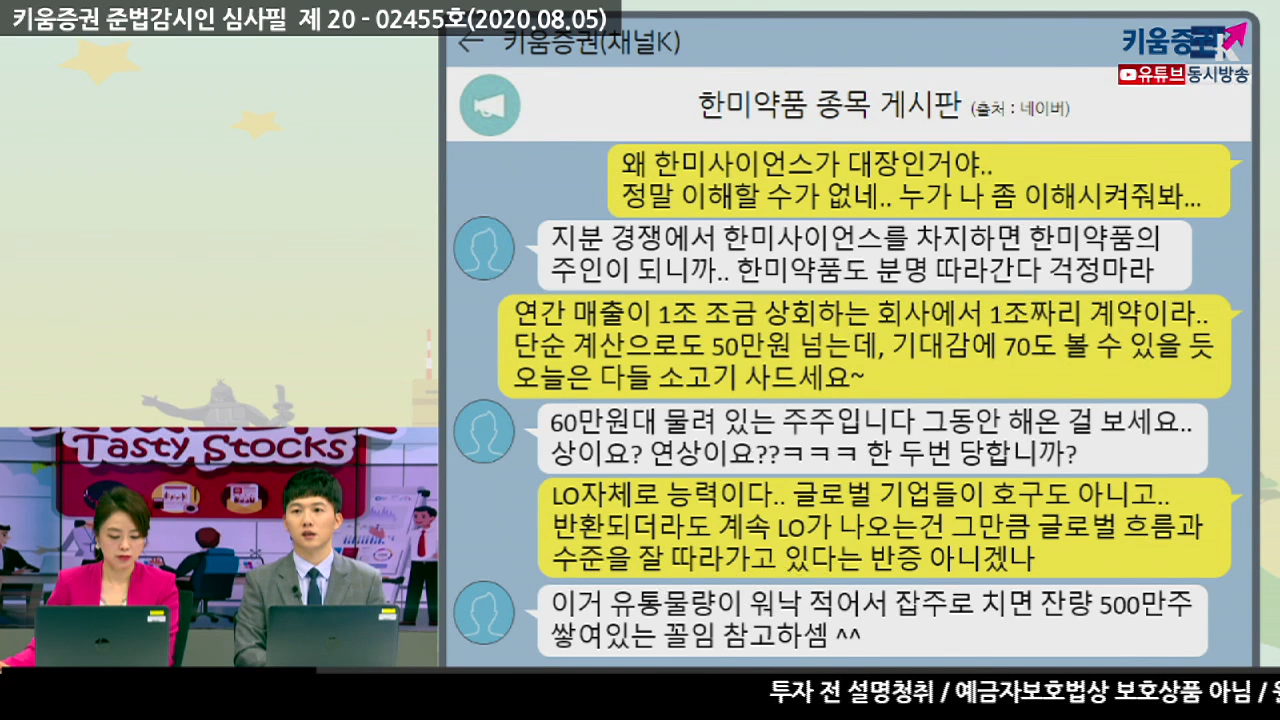 키움증권 준법감시인 심사필 제 20 - 02455호(2020.08.05)
← 키움증권(채널K)
키움증권
유튜브 동시방송
한미약품 종목 게시판 (출처 : 네이버)
왜 한미사이언스가 대장인거야..
정말 이해할 수가 없네.. 누가 나 좀 이해시켜줘봐...
지분 경쟁에서 한미사이언스를 차지하면 한미약품의
주인이 되니까.. 한미약품도 분명 따라간다 걱정마라
연간 매출이 1조 조금 상회하는 회사에서 1조짜리 계약이라..
단순 계산으로도 50만원 넘는데, 기대감에 70도 볼 수 있을 듯
오늘은 다들 소고기 사드세요~
60만원대 물려 있는 주주입니다 그동안 해온 걸 보세요..
상이요? 연상이요??ㅋㅋㅋ 한 두번 당합니까?
LO자체로 능력이다.. 글로벌 기업들이 호구도 아니고..
반환되더라도 계속 LO가 나오는건 그만큼 글로벌 흐름과
수준을 잘 따라가고 있다는 반증 아니겠나
이거 유통물량이 워낙 적어서 잡주로 치면 잔량 500만주
쌓여있는 꼴임 참고하셈 ^^
Tasty Stocks
투자 전 설명청취 / 예금자보호법상 보호상품 아님 /